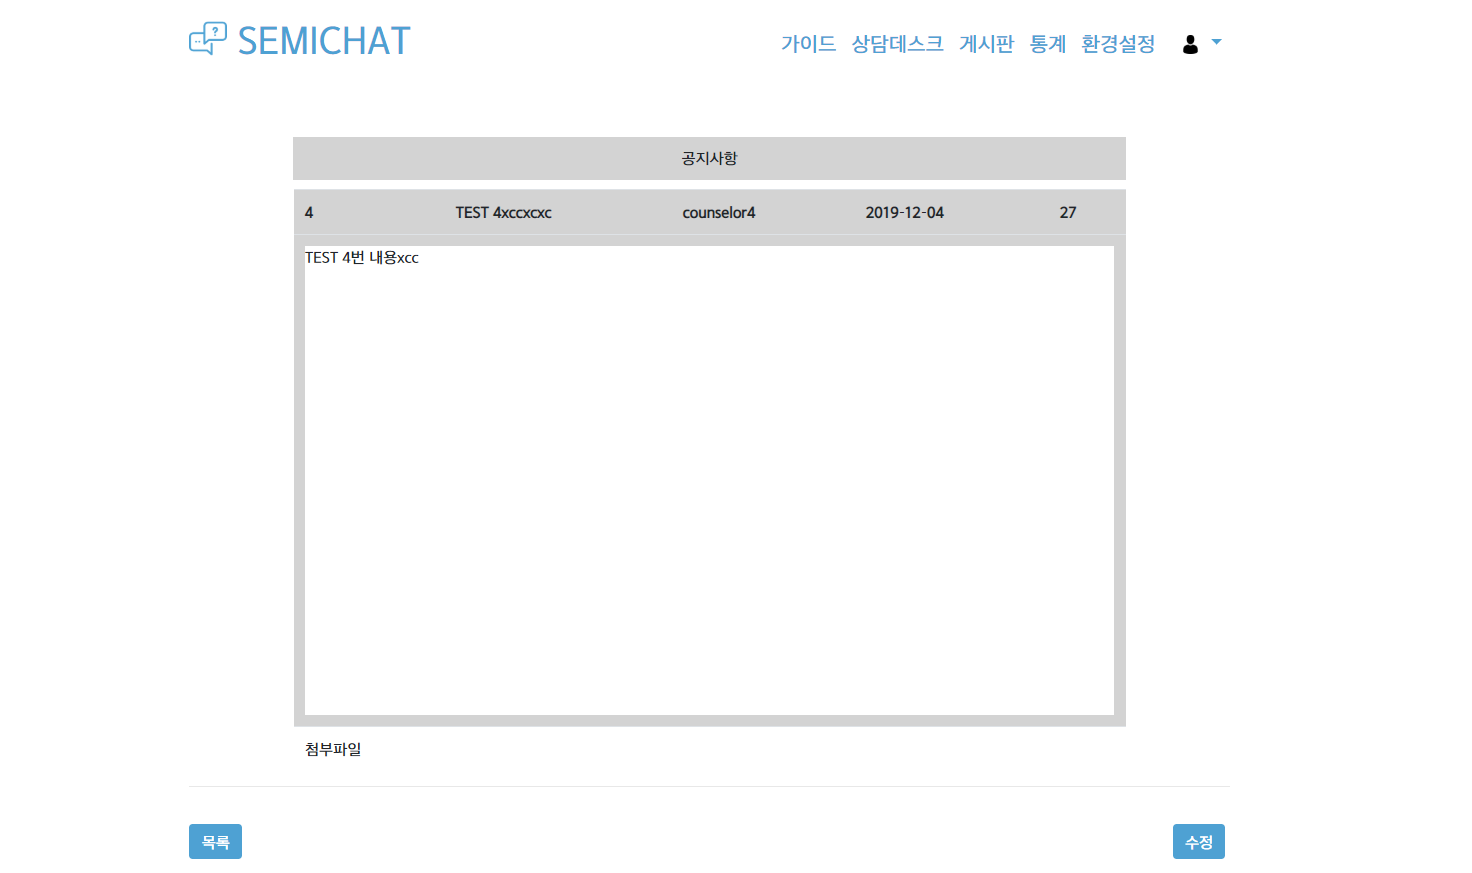 SEMICHAT
가이드 상담데스크 게시판 통계 환경설정
공지사항
4 TEST 4xccxcxc counselor4 2019-12-04 27
TEST 4번 내용xcc
첨부파일
목록 수정